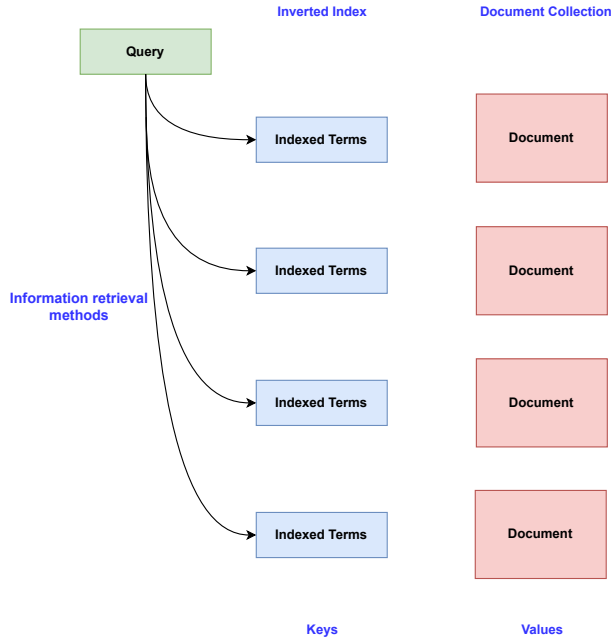 Inverted Index
Document Collection
Query
Indexed Terms
Document
Indexed Terms
Document
Information retrieval
methods
Indexed Terms
Document
Indexed Terms
Document
Keys
Values